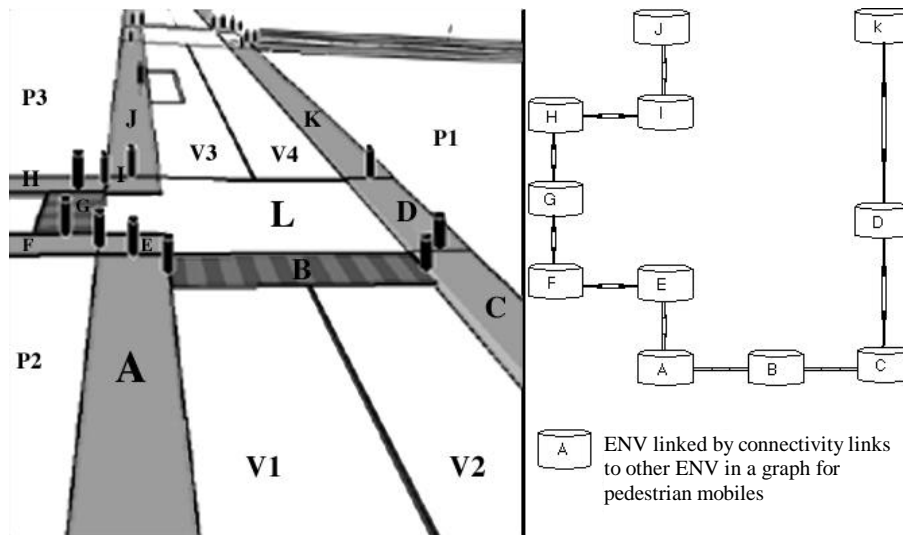 P3
J
K
P1
V3
V4
H
I
G
L
D
F
E
B
C
P2
A
V1
V2
J
K
H
I
G
D
F
E
A
B
C
A
ENV linked by connectivity links
to other ENV in a graph for
pedestrian mobiles